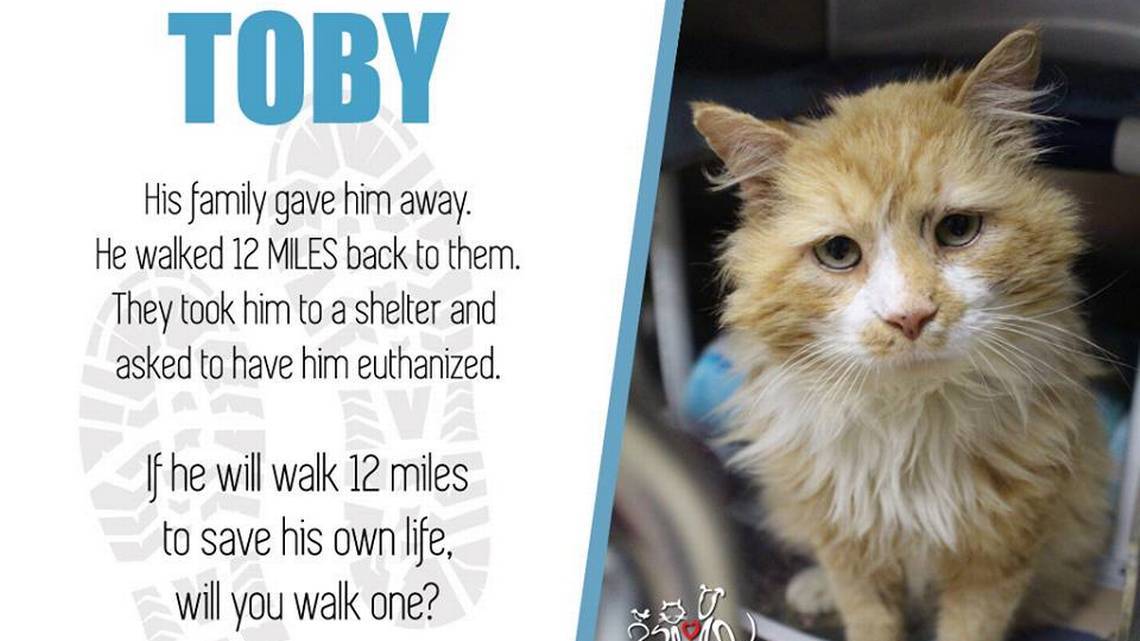 TOBY
His family gave him away.
He walked 12 MILES back to them.
They took him to a shelter and
asked to have him euthanized.
If he will walk 12 miles
to save his own life,
will you walk one?